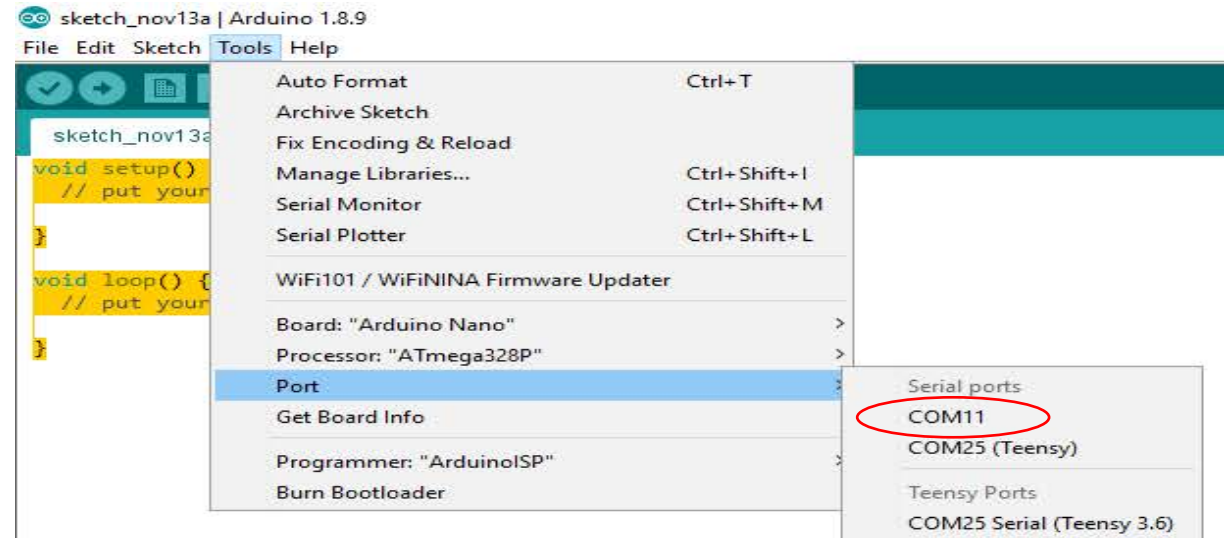 sketch_nov13a | Arduino 1.8.9
File Edit Sketch Tools Help
Auto Format Ctrl+T
Archive Sketch
sketch_nov13a
Fix Encoding & Reload
void setup()
Manage Libraries... Ctrl+Shift+I
// put your
Serial Monitor Ctrl+Shift+M
}
Serial Plotter Ctrl+Shift+L
void loop() {
WiFi101 / WiFiNINA Firmware Updater
// put your
Board: "Arduino Nano" >
}
Processor: "ATmega328P" >
Port >
Serial ports
Get Board Info
COM11
COM25 (Teensy)
Programmer: "ArduinoISP" >
Burn Bootloader
Teensy Ports
COM25 Serial (Teensy 3.6)